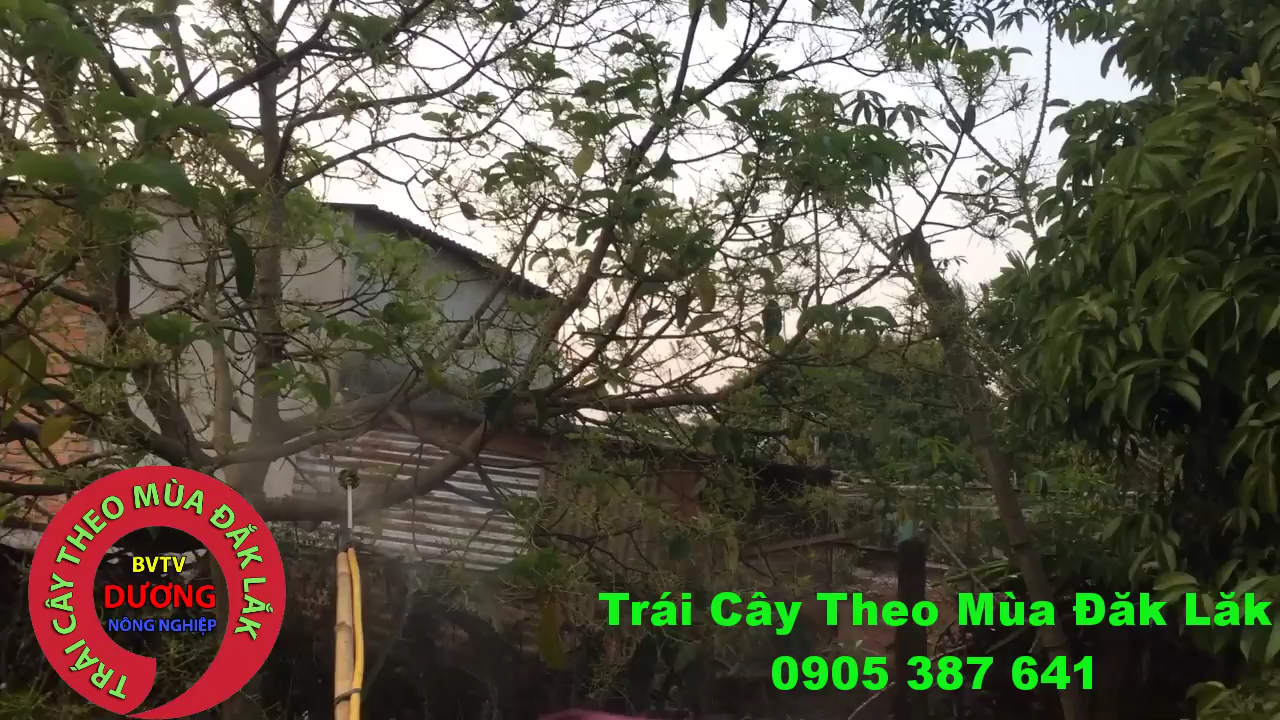 TRÁI CÂY THEO MÙA ĐẮK LẮK
BVTV
DƯƠNG
NÔNG NGHIỆP
Trái Cây Theo Mùa Đăk Lăk
0905 387 641